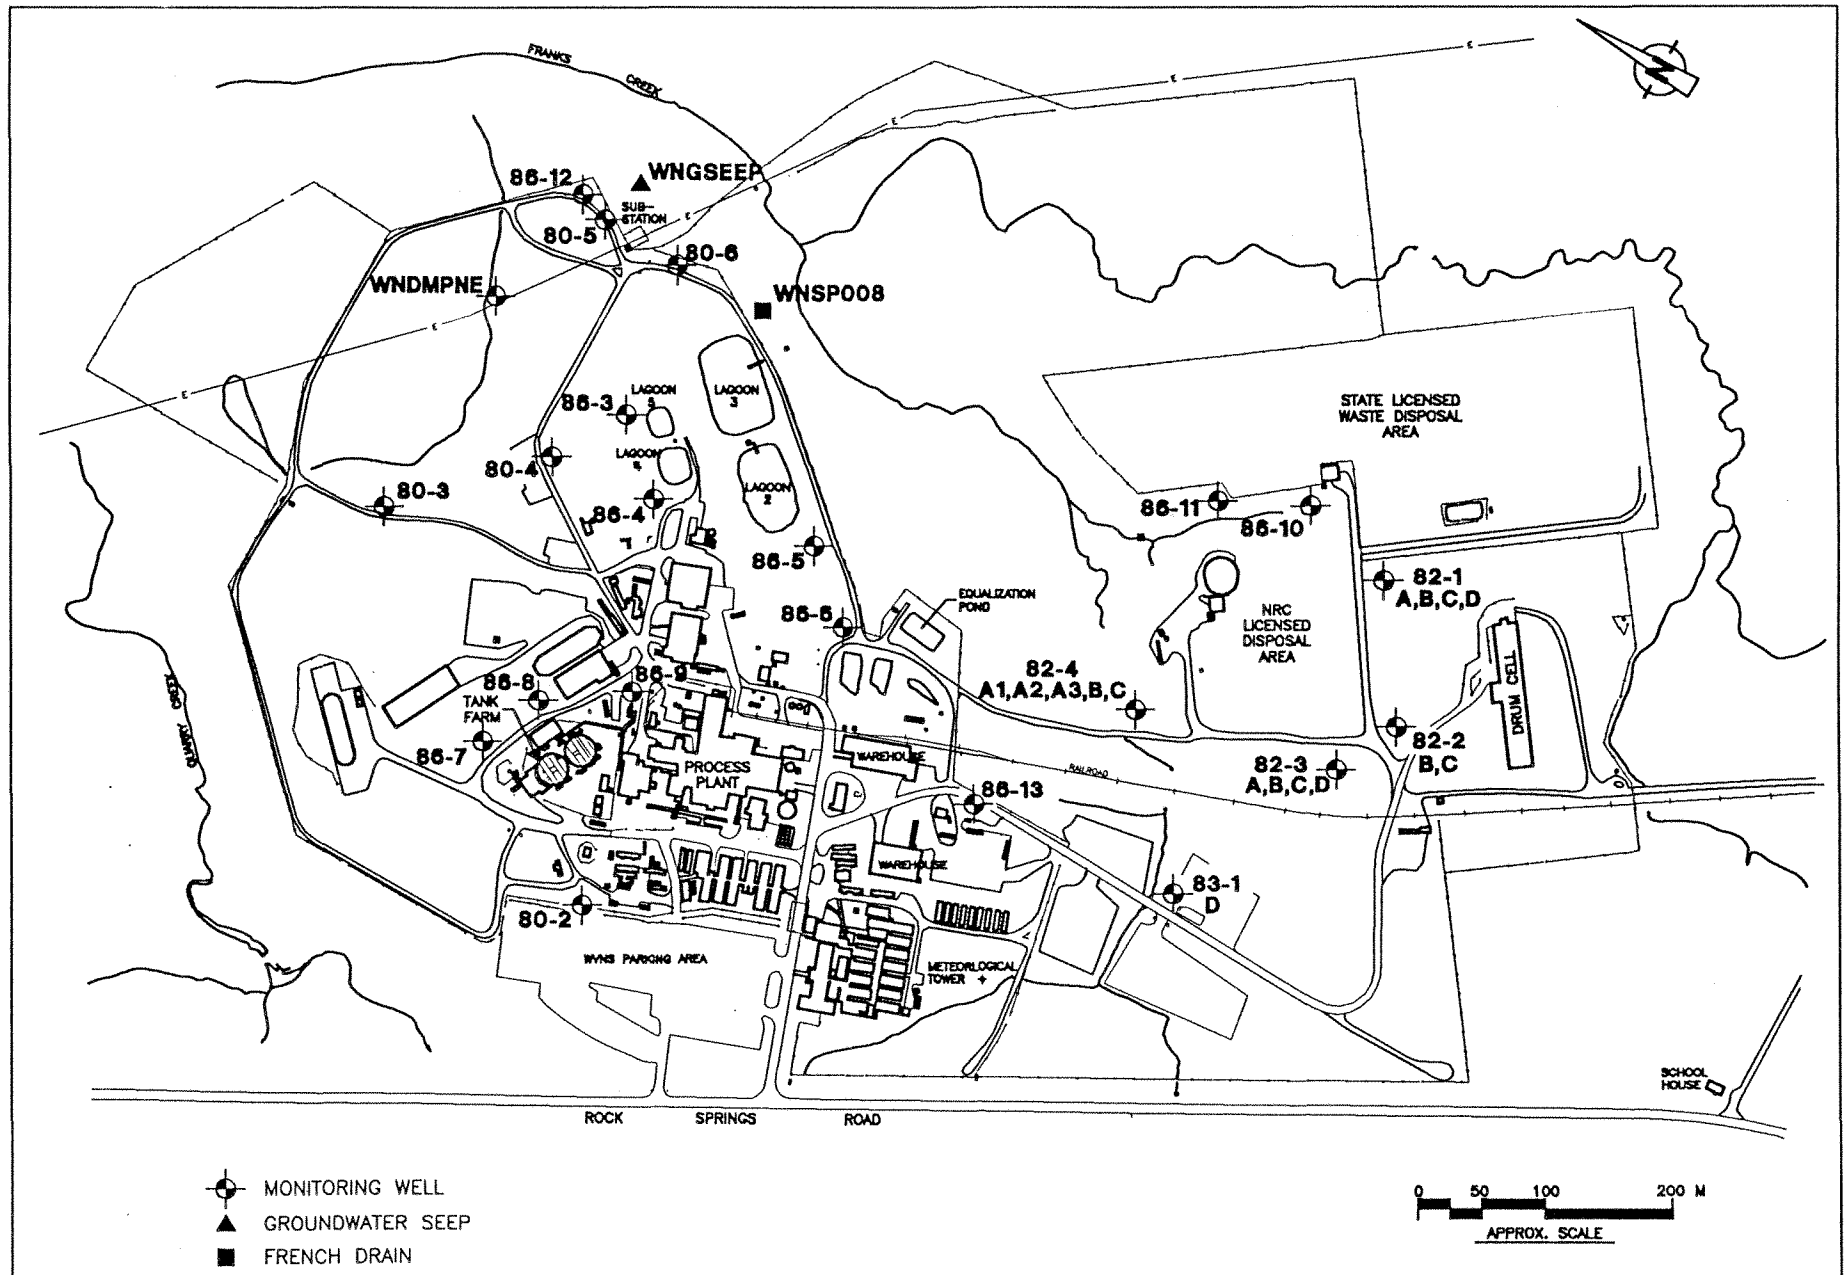 FRANKS
CREEK
E
E
E
N
WNGSEEP
86-12
SUB-
STATION
E
80-5
80-6
WNDMPNE
WNSP008
E
E
LAGOON
3
STATE LICENSED
WASTE DISPOSAL
AREA
86-3
LAGOON
5
80-4
LAGOON
4
LAGOON
2
80-3
86-4
86-11
86-10
86-5
82-1
A,B,C,D
EQUALIZATION
POND
86-6
NRC
LICENSED
DISPOSAL
AREA
82-4
A1,A2,A3,B,C
DRUM CELL
QUARRY CREEK
86-8
86-9
TANK
FARM
86-7
PROCESS
PLANT
WAREHOUSE
RAILROAD
82-2
B,C
82-3
A,B,C,D
86-13
WAREHOUSE
83-1
D
80-2
WVNS PARKING AREA
METEORLOGICAL
TOWER +
SCHOOL
HOUSE
ROCK SPRINGS ROAD
MONITORING WELL
GROUNDWATER SEEP
FRENCH DRAIN
0 50 100 200 M
APPROX. SCALE